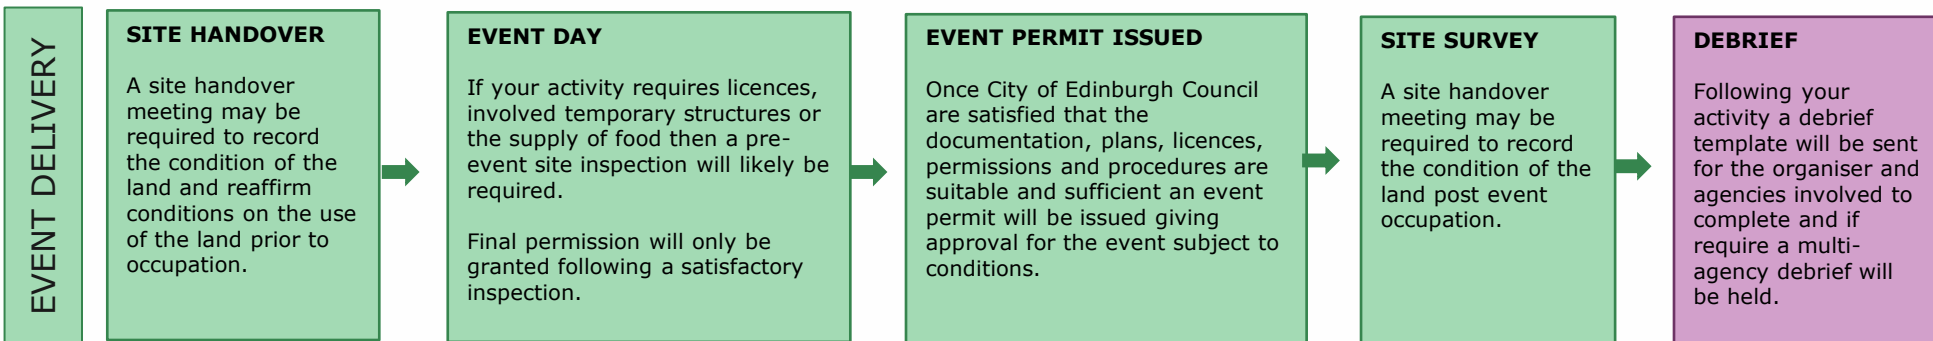 EVENT DELIVERY
SITE HANDOVER
A site handover
meeting may be
required to record
the condition of the
land and reaffirm
conditions on the use
of the land prior to
occupation.
EVENT DAY
If your activity requires licences,
involved temporary structures or
the supply of food then a pre-
event site inspection will likely be
required.
Final permission will only be
granted following a satisfactory
inspection.
EVENT PERMIT ISSUED
Once City of Edinburgh Council
are satisfied that the
documentation, plans, licences,
permissions and procedures are
suitable and sufficient an event
permit will be issued giving
approval for the event subject to
conditions.
SITE SURVEY
A site handover
meeting may be
required to record
the condition of the
land post event
occupation.
DEBRIEF
Following your
activity a debrief
template will be sent
for the organiser and
agencies involved to
complete and if
require a multi-
agency debrief will
be held.